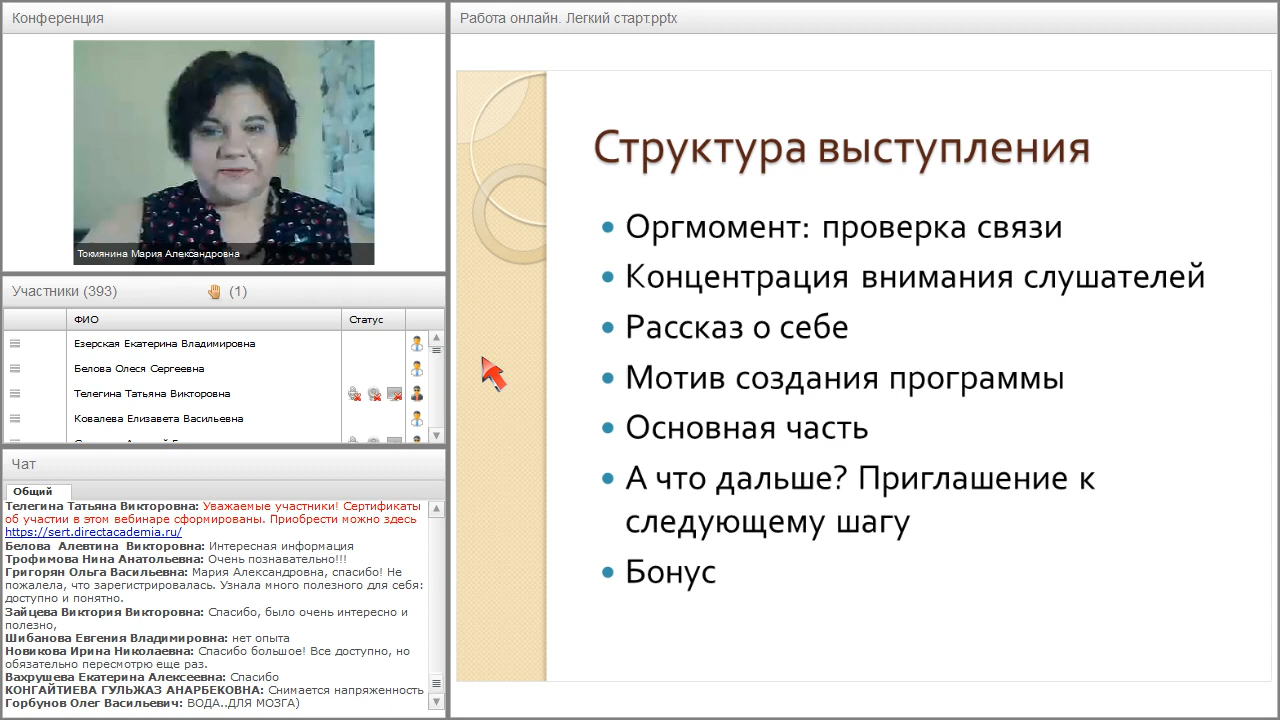 Конференция
Токмянина Мария Александровна
Участники (393)
(1)
ФИО
Статус
Езерская Екатерина Владимировна
Белова Олеся Сергеевна
Телегина Татьяна Викторовна
Ковалева Елизавета Васильевна
Чат
Общий
Телегина Татьяна Викторовна: Уважаемые участники! Сертификаты
об участии в этом вебинаре сформированы. Приобрести можно здесь
https://sert.directacademia.ru/
Белова Алевтина Викторовна: Интересная информация
Трофимова Нина Анатольевна: Очень познавательно!!!
Григорян Ольга Васильевна: Мария Александровна, спасибо! Не
пожалела, что зарегистрировалась. Узнала много полезного для себя:
доступно и понятно.
Зайцева Виктория Викторовна: Спасибо, было очень интересно и
полезно,
Шибанова Евгения Владимировна: нет опыта
Новикова Ирина Николаевна: Спасибо большое! Все доступно, но
обязательно пересмотрю еще раз.
Вахрущева Екатерина Алексеевна: Спасибо
КОНГАЙТИЕВА ГУЛЬЖАЗ АНАРБЕКОВНА: Снимается напряженность
Горбунов Олег Васильевич: ВОДА..ДЛЯ МОЗГА)
Работа онлайн. Легкий старт.pptx
Структура выступления
Оргмомент: проверка связи
Концентрация внимания слушателей
Рассказ о себе
Мотив создания программы
Основная часть
А что дальше? Приглашение к
следующему шагу
Бонус